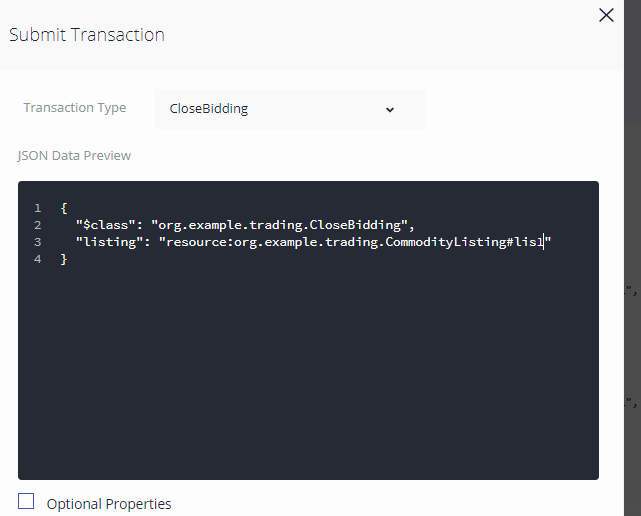 Submit Transaction
Transaction Type
CloseBidding
JSON Data Preview
1 {
2 "$class": "org.example.trading.CloseBidding",
3 "listing": "resource:org.example.trading.CommodityListing#lis1"
4 }
",
",
Optional Properties